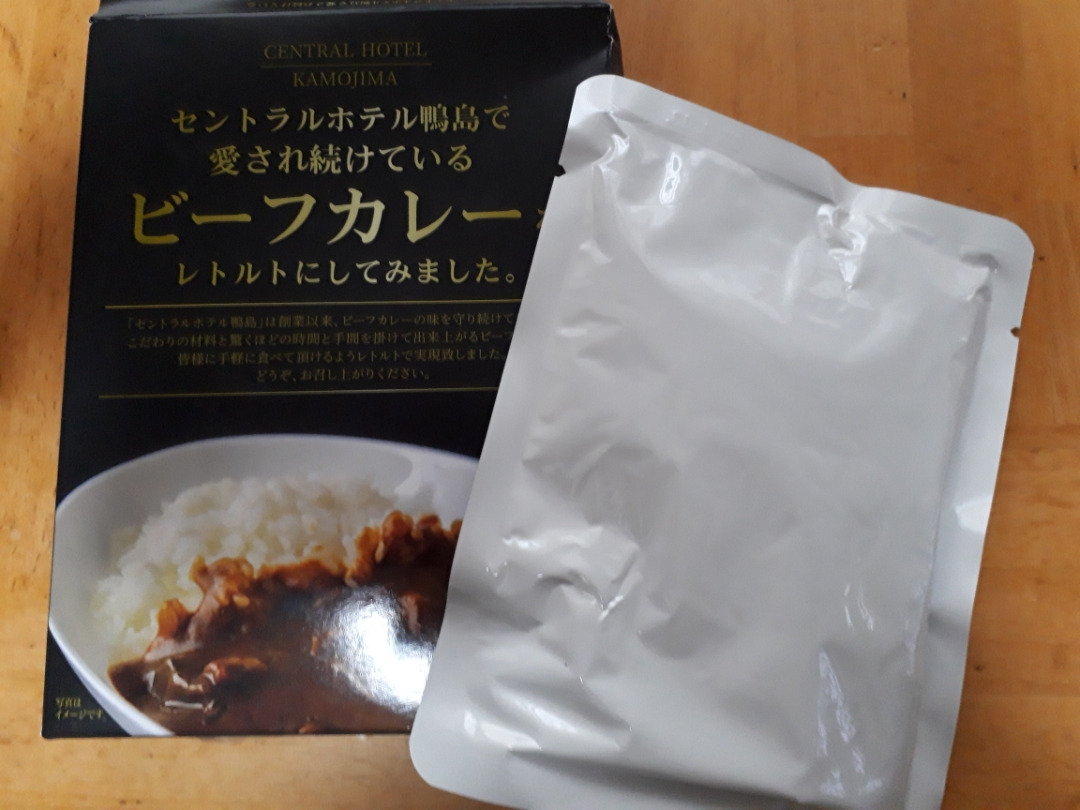 CENTRAL HOTEL
KAMOJIMA
セントラルホテル鴨島で
愛され続けている
ビーフカレー
レトルトにしてみました。
「セントラルホテル鴨島」は創業以来、ビーフカレーの味を守り続けて
こだわりの材料と驚くほどの時間と手間を掛けて出来上がるビーフ
皆様に手軽に食べて頂けるようレトルトで実現致しました。
どうぞ、お召し上がりください。
写真は
イメージです